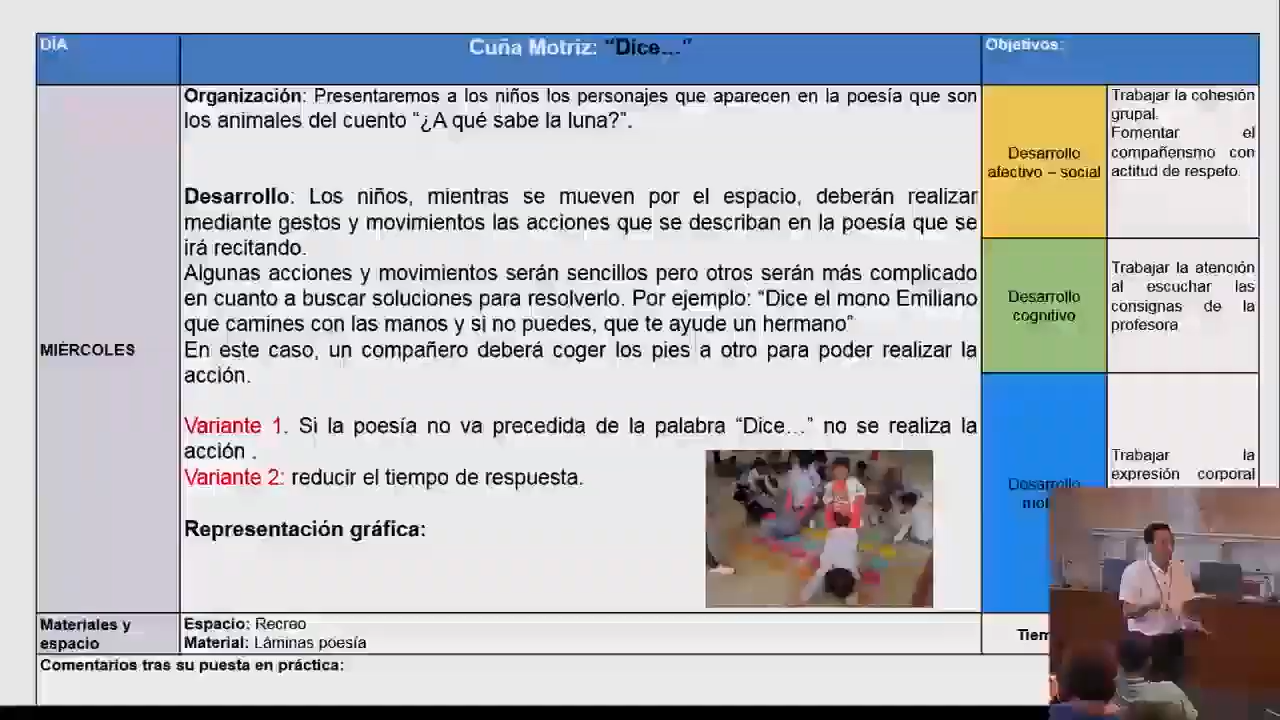 DÍA
Cuña Motriz: “Dice...”
Objetivos:
Organización: Presentaremos a los niños los personajes que aparecen en la poesía que son
los animales del cuento “¿A qué sabe la luna?”.
Desarrollo: Los niños, mientras se mueven por el espacio, deberán realizar
mediante gestos y movimientos las acciones que se describan en la poesía que se
irá recitando.
Algunas acciones y movimientos serán sencillos pero otros serán más complicado
en cuanto a buscar soluciones para resolverlo. Por ejemplo: “Dice el mono Emiliano
que camines con las manos y si no puedes, que te ayude un hermano”
En este caso, un compañero deberá coger los pies a otro para poder realizar la
acción.
MIÉRCOLES
Variante 1. Si la poesía no va precedida de la palabra “Dice...” no se realiza la
acción .
Variante 2: reducir el tiempo de respuesta.
Representación gráfica:
Desarrollo
afectivo – social
Trabajar la cohesión
grupal.
Fomentar el
compañerismo con
actitud de respeto.
Desarrollo
cognitivo
Trabajar la atención
al escuchar las
consignas de la
profesora
Desarrollo
Trabajar la
expresión corporal
Materiales y
espacio
Espacio: Recreo
Material: Láminas poesía
Comentarios tras su puesta en práctica: